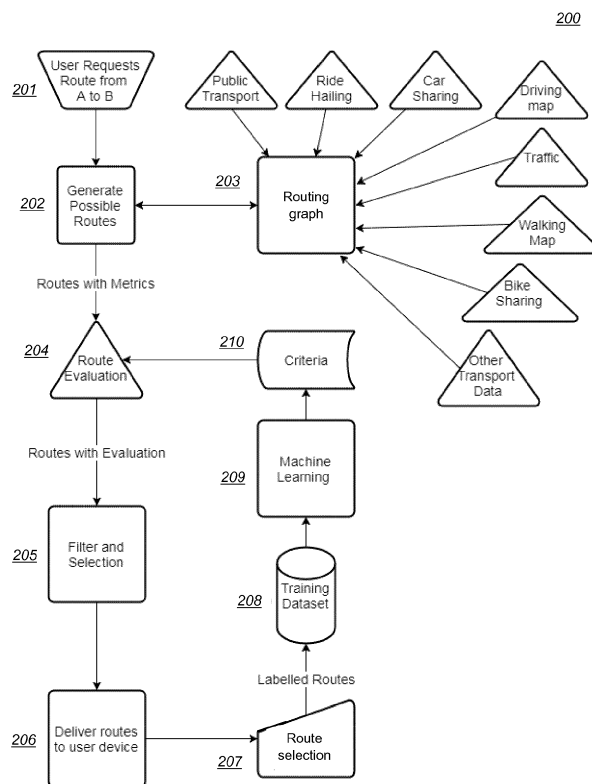 200
User Requests
Route from
A to B
201
Public
Transport
Ride
Hailing
Car
Sharing
Driving
map
Traffic
Walking
Map
Bike
Sharing
Other
Transport
Data
203
Routing
graph
202
Generate
Possible
Routes
Routes with Metrics
204
Route
Evaluation
210
Criteria
Routes with Evaluation
209
Machine
Learning
205
Filter and
Selection
208
Training
Dataset
Labelled Routes
206
Deliver routes
to user device
207
Route
selection